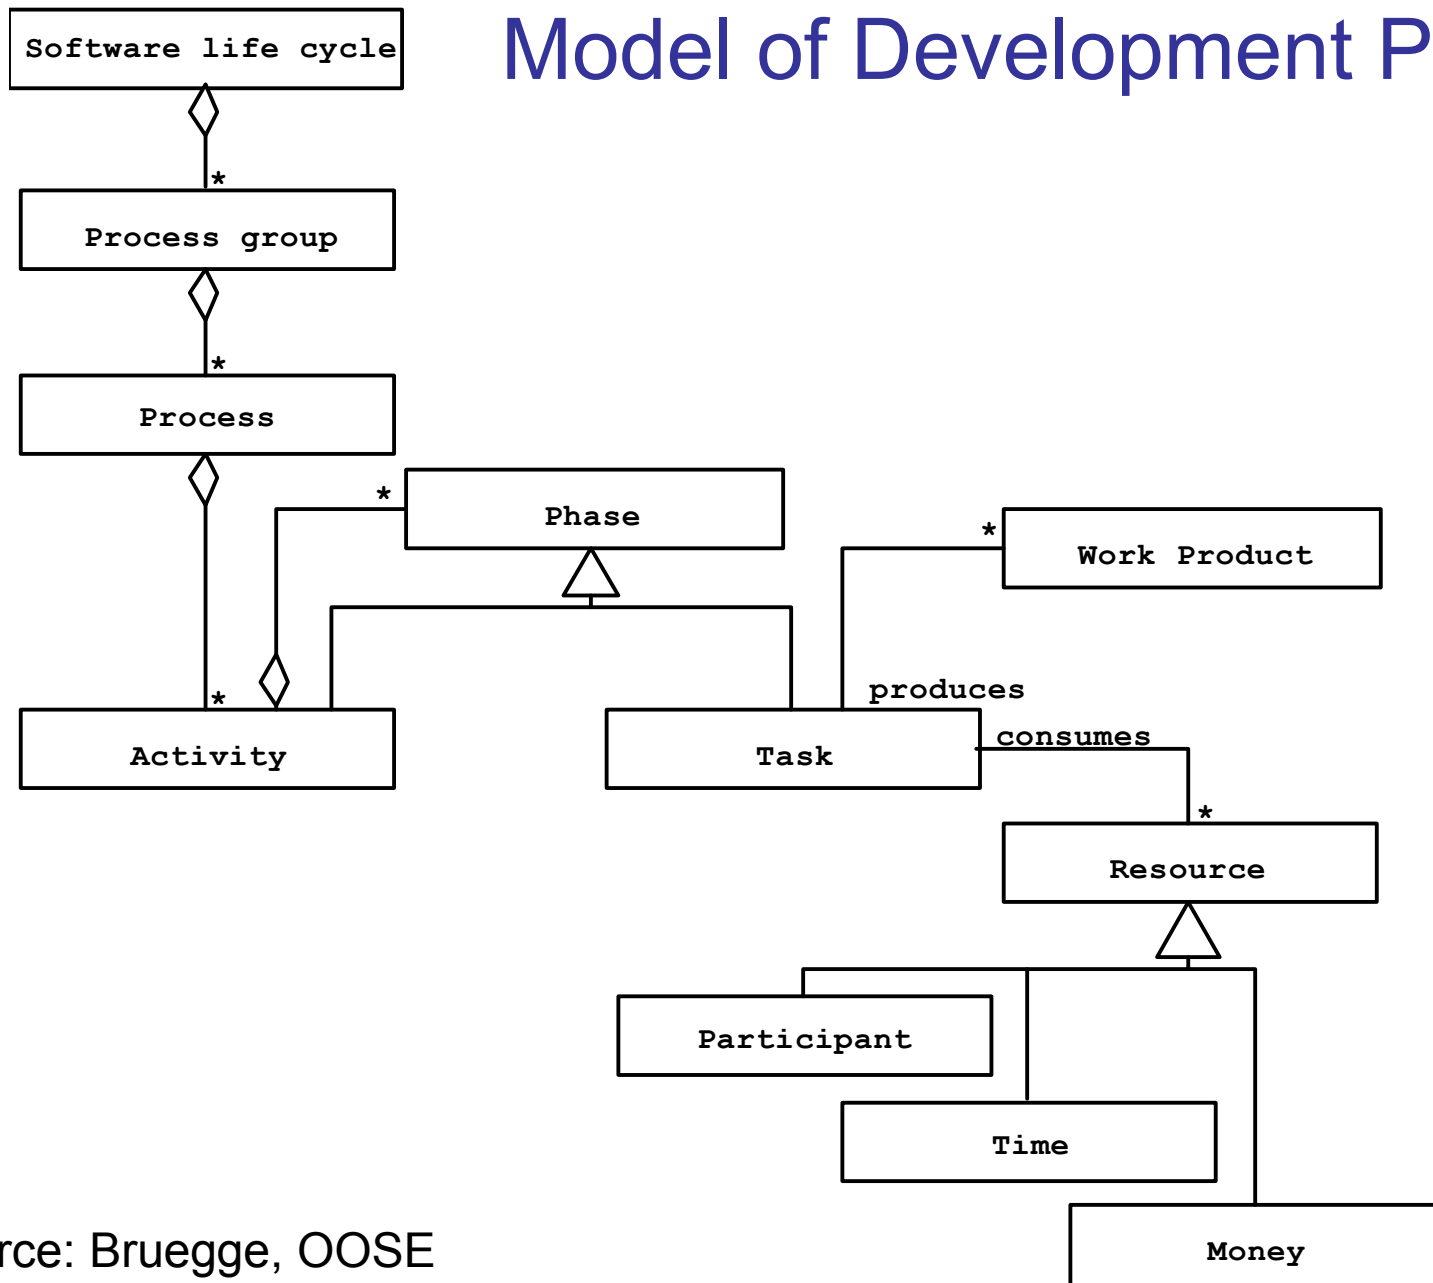 Software life cycle
Model of Development P
*
Process group
*
Process
*
Phase
*
Work Product
*
Activity
produces
Task
consumes
*
Resource
Participant
Time
Money
rce: Bruegge, OOSE